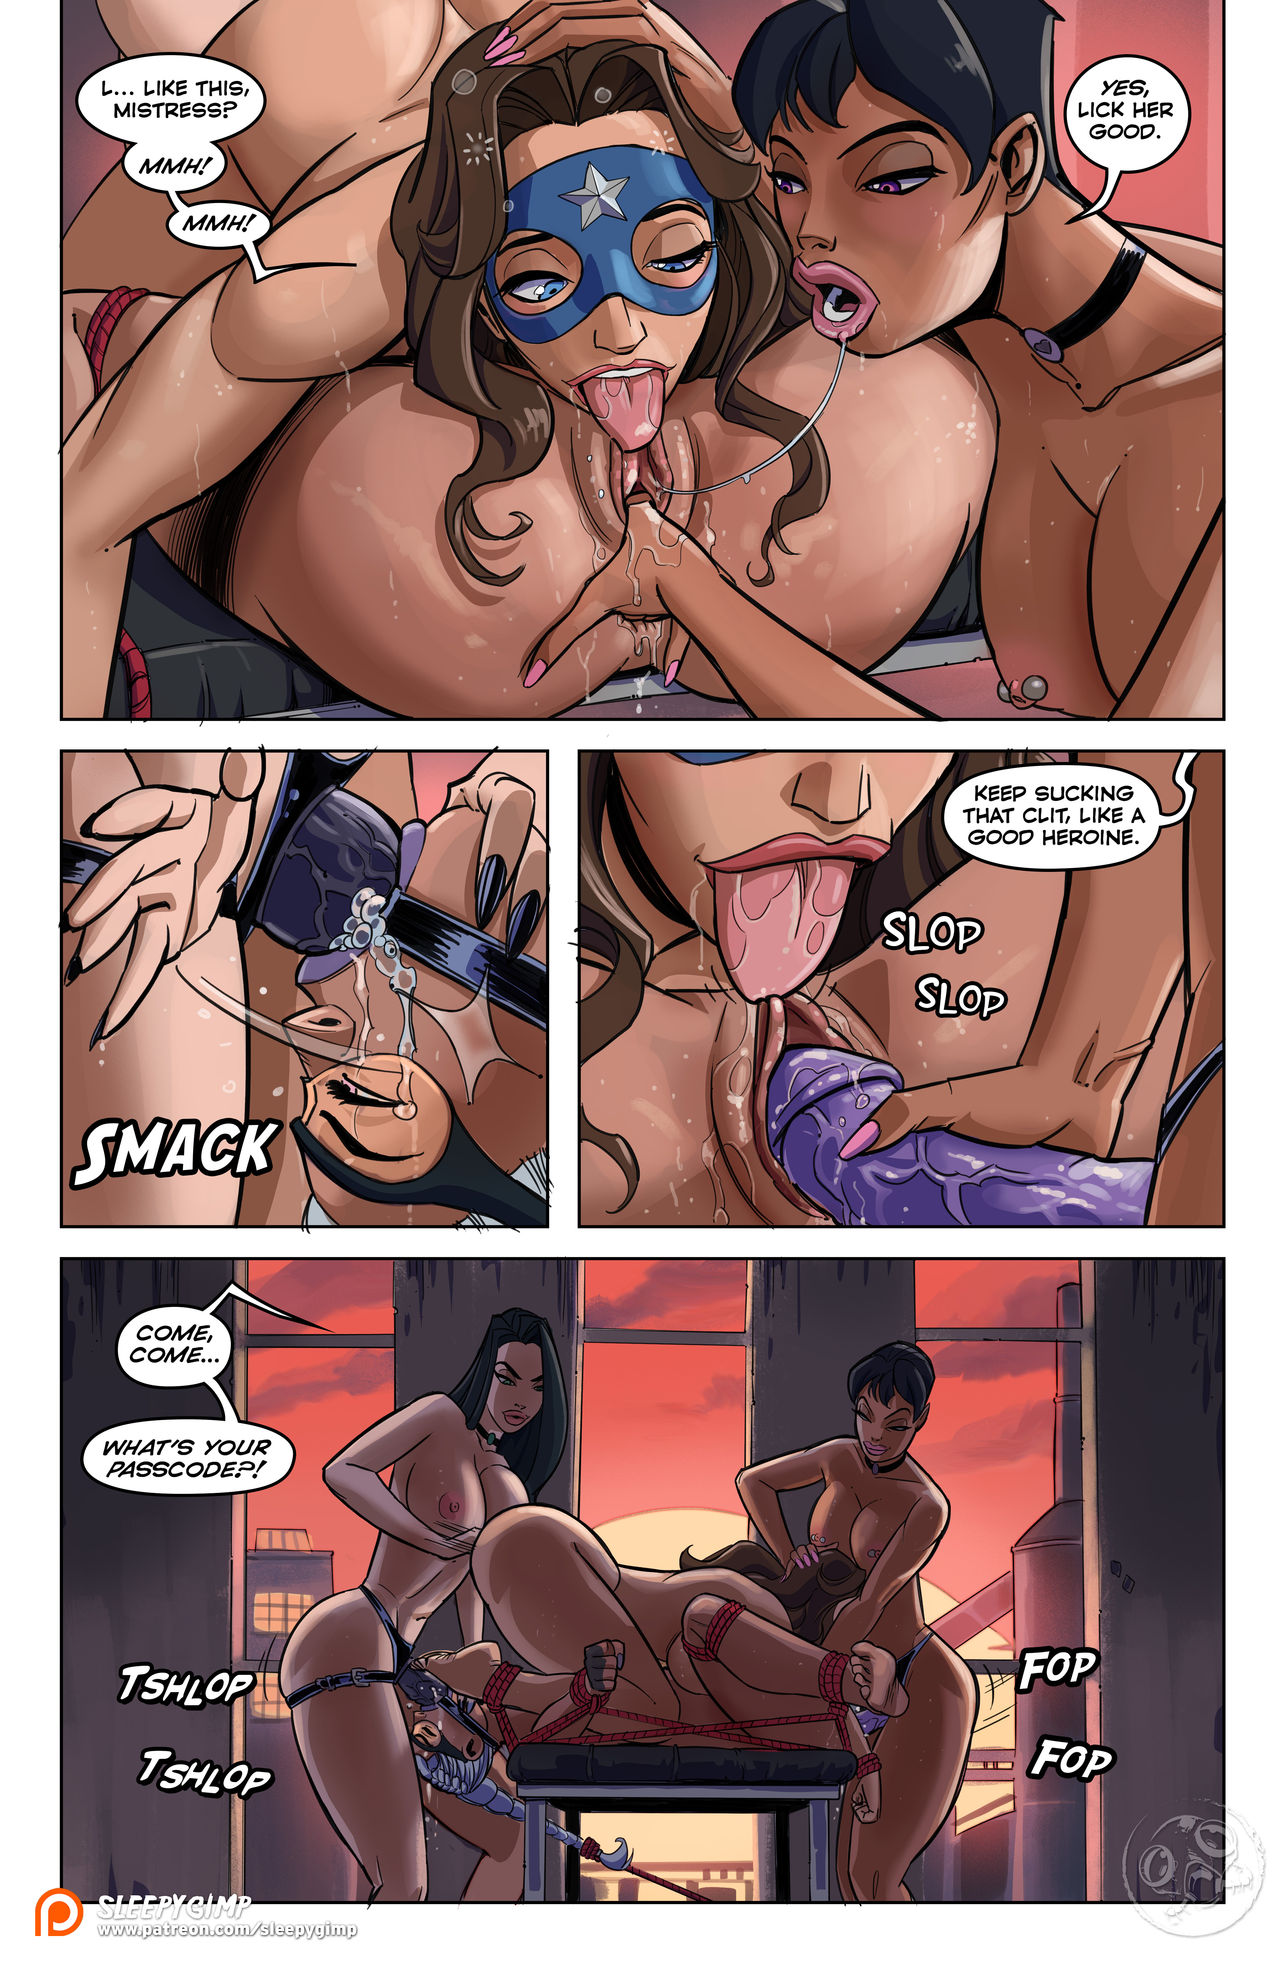 L... LIKE THIS,
MISTRESS?
MMH!
MMH!
YES,
LICK HER
GOOD.
SMACK
KEEP SUCKING
THAT CLIT, LIKE A
GOOD HEROINE.
SLOP
SLOP
COME,
COME...
WHAT'S YOUR
PASSCODE?!
TSHLOP
TSHLOP
FOP
FOP
SLEEPYGIMP
www.patreon.com/sleepygimp